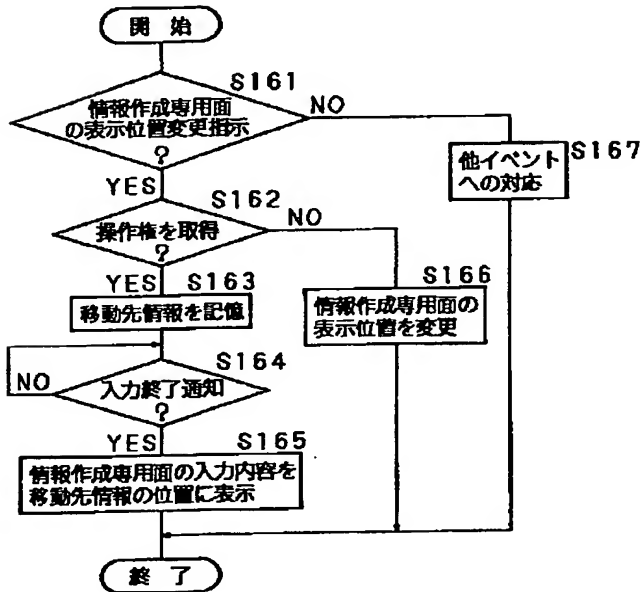 開始
S161
情報作成専用面
の表示位置変更指示
?
NO
YES
S167
他イベント
への対応
S162
操作権を取得
?
NO
YES
S163
移動先情報を記憶
S166
情報作成専用面の
表示位置を変更
S164
入力終了通知
?
NO
YES
S165
情報作成専用面の入力内容を
移動先情報の位置に表示
終了